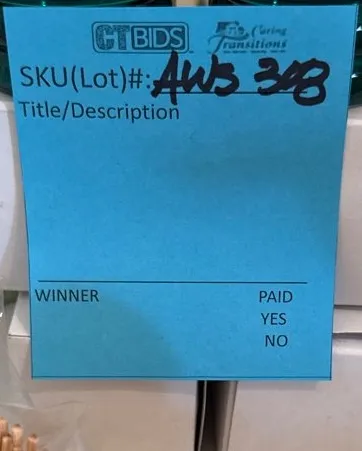 CTBIDS Caring
Transitions
SKU(Lot)#: AWS 308
Title/Description
WINNER PAID
YES
NO